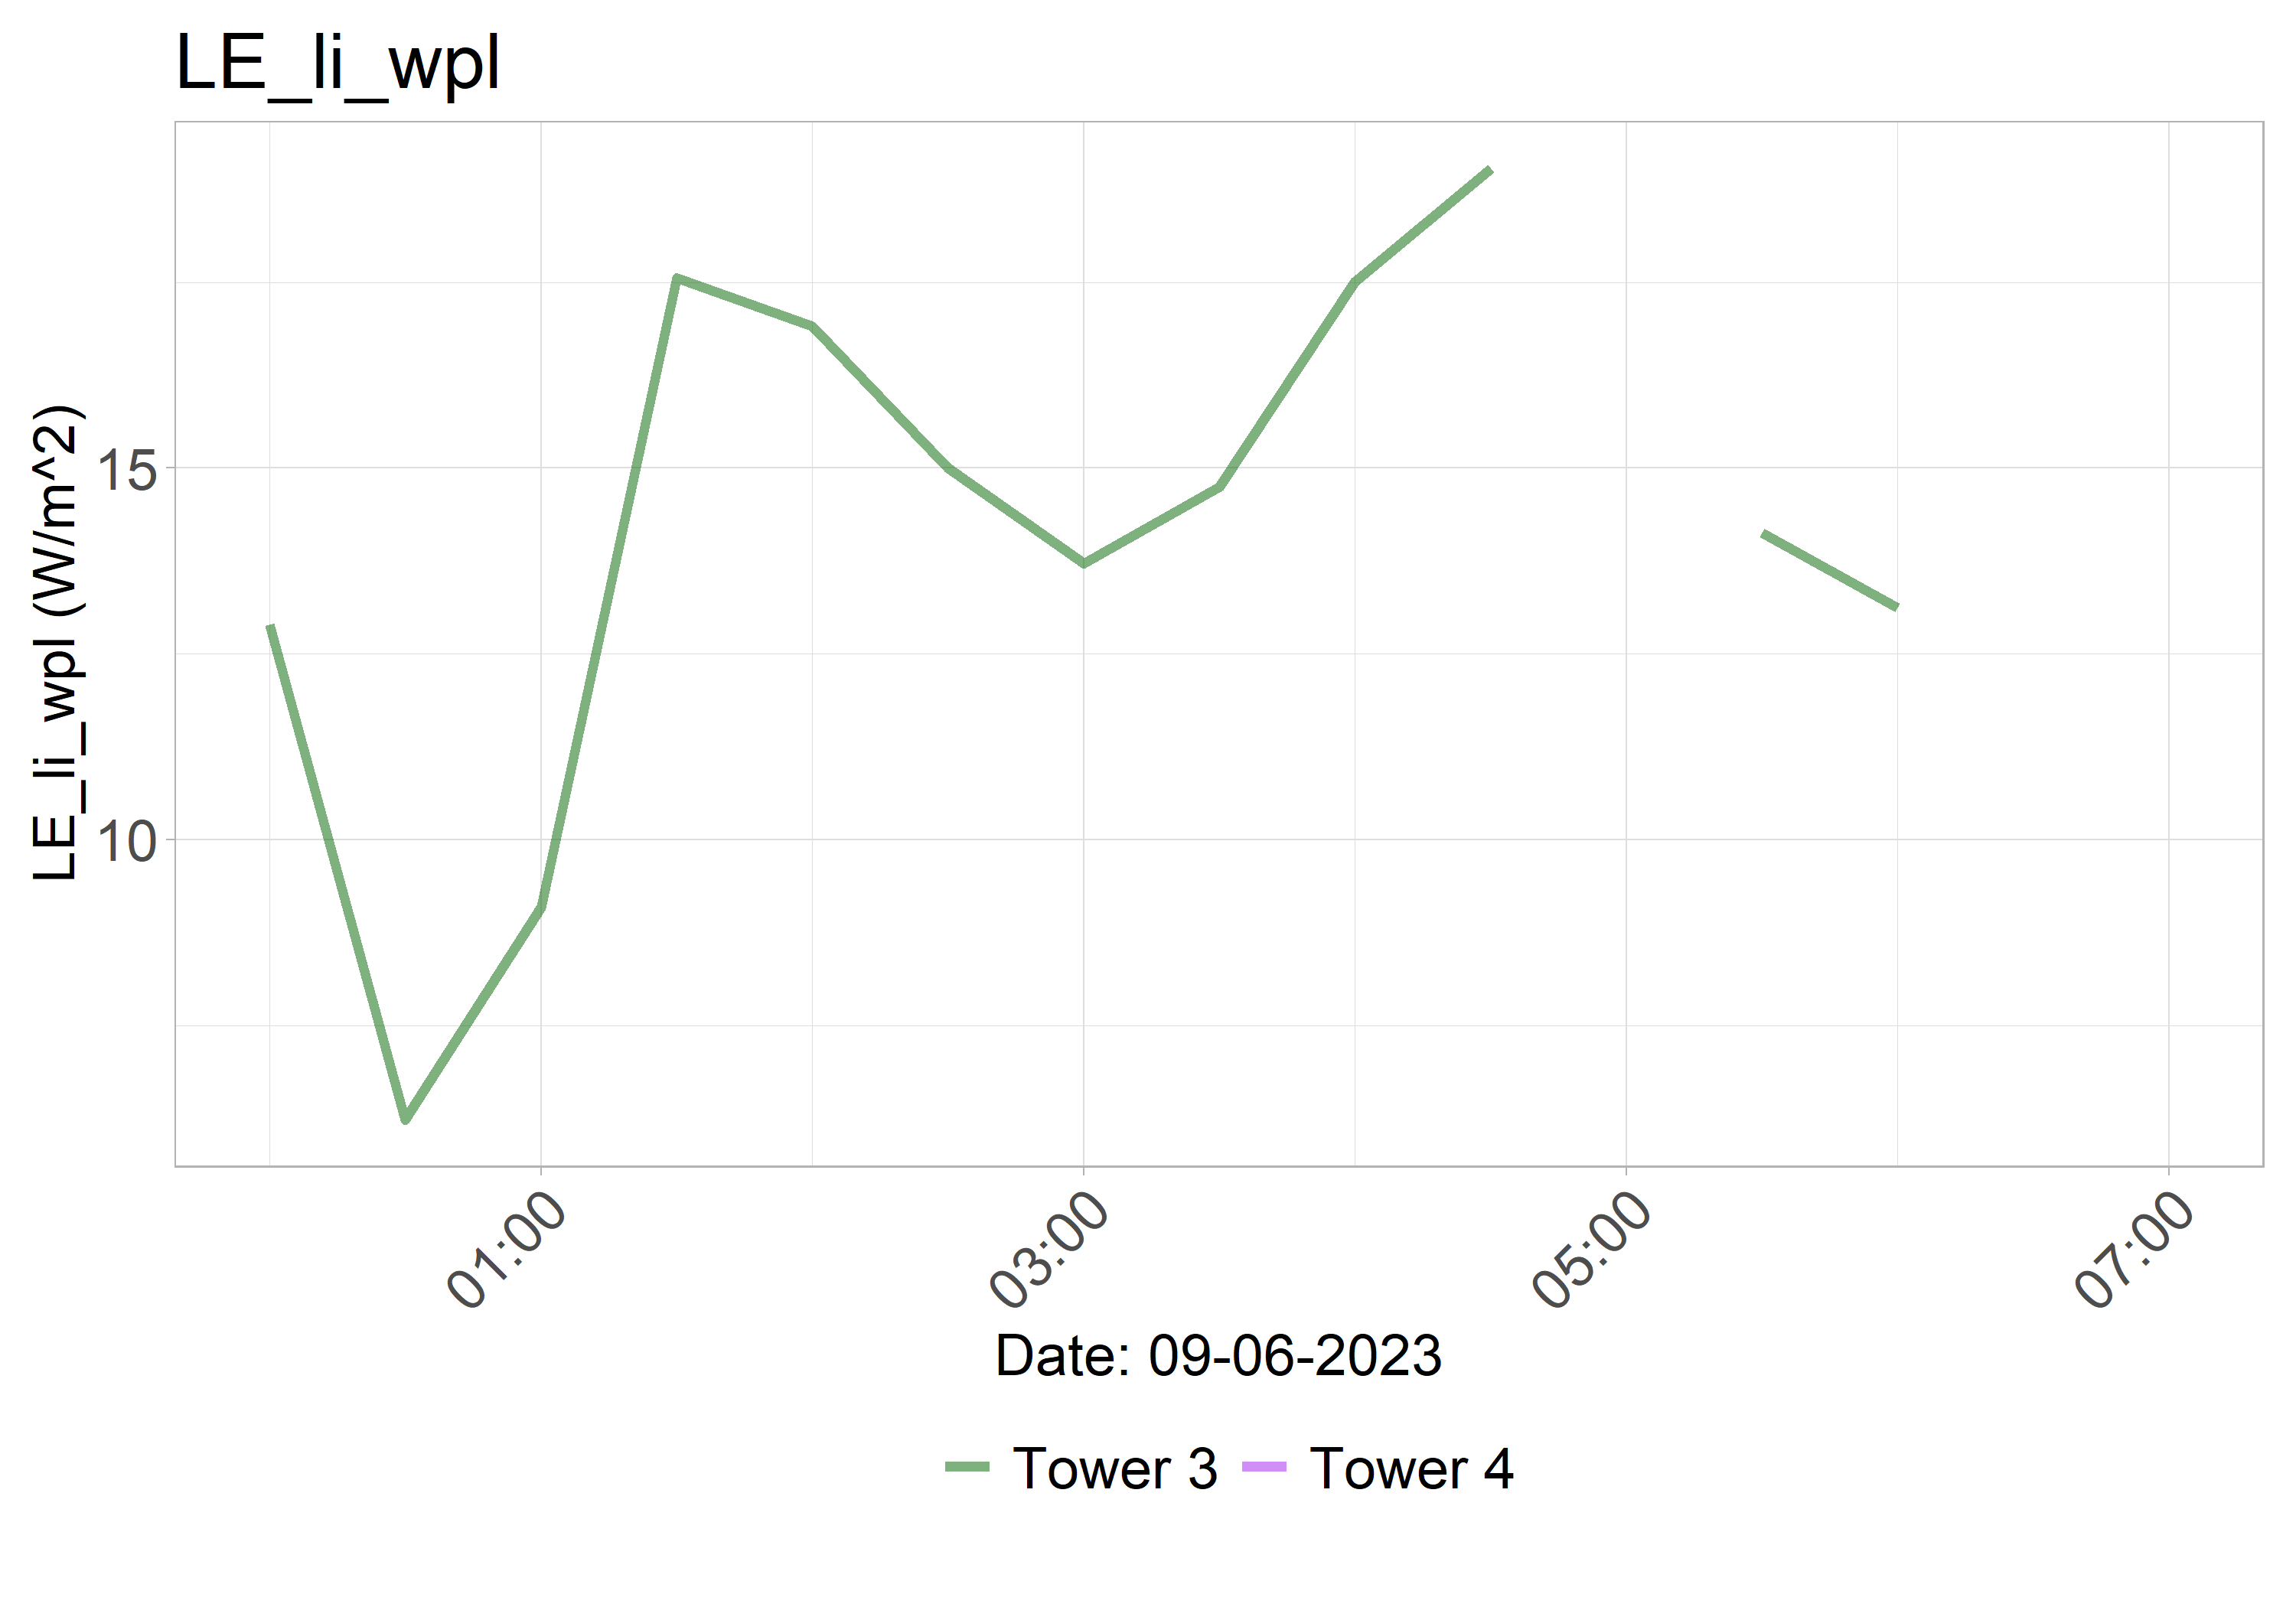 LE_li_wpl
LE_li_wpl (W/m^2)
15
10
01:00
03:00
05:00
07:00
Date: 09-06-2023
Tower 3
Tower 4